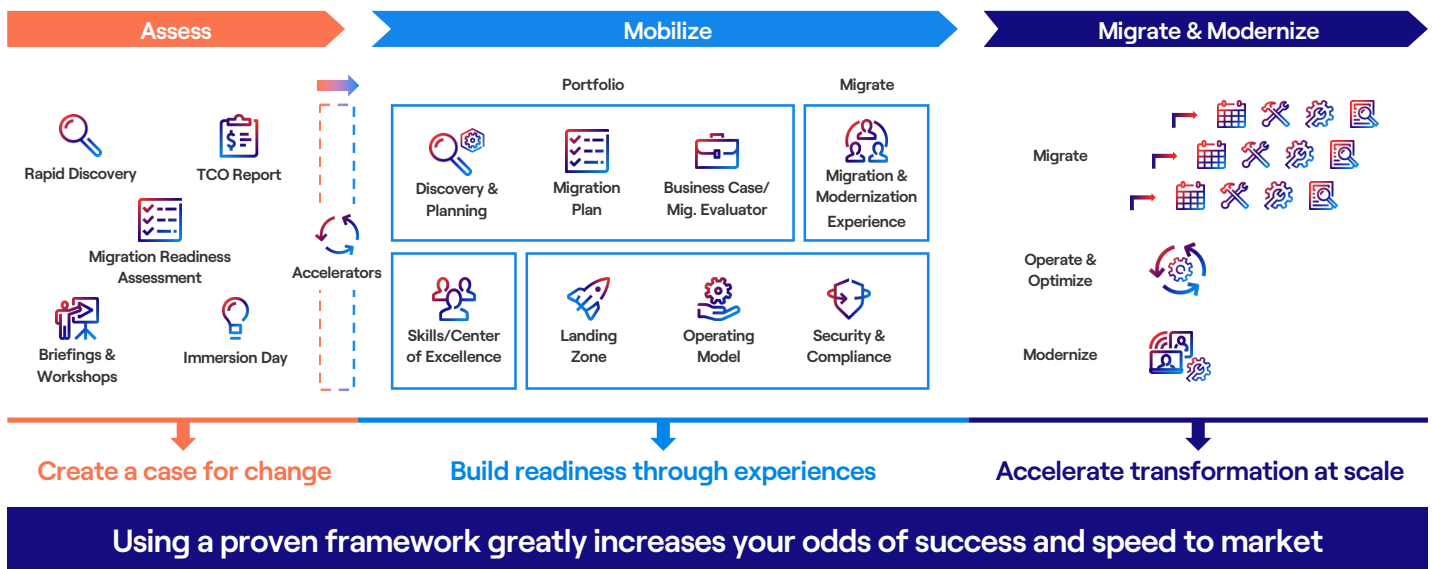 Assess
Mobilize
Migrate & Modernize
Rapid Discovery
TCO Report
Migration Readiness
Assessment
Briefings &
Workshops
Immersion Day
Accelerators
Portfolio
Migrate
Discovery &
Planning
Migration
Plan
Business Case/
Mig. Evaluator
Migration &
Modernization
Experience
Skills/Center
of Excellence
Landing
Zone
Operating
Model
Security &
Compliance
Migrate
Operate &
Optimize
Modernize
Create a case for change
Build readiness through experiences
Accelerate transformation at scale
Using a proven framework greatly increases your odds of success and speed to market